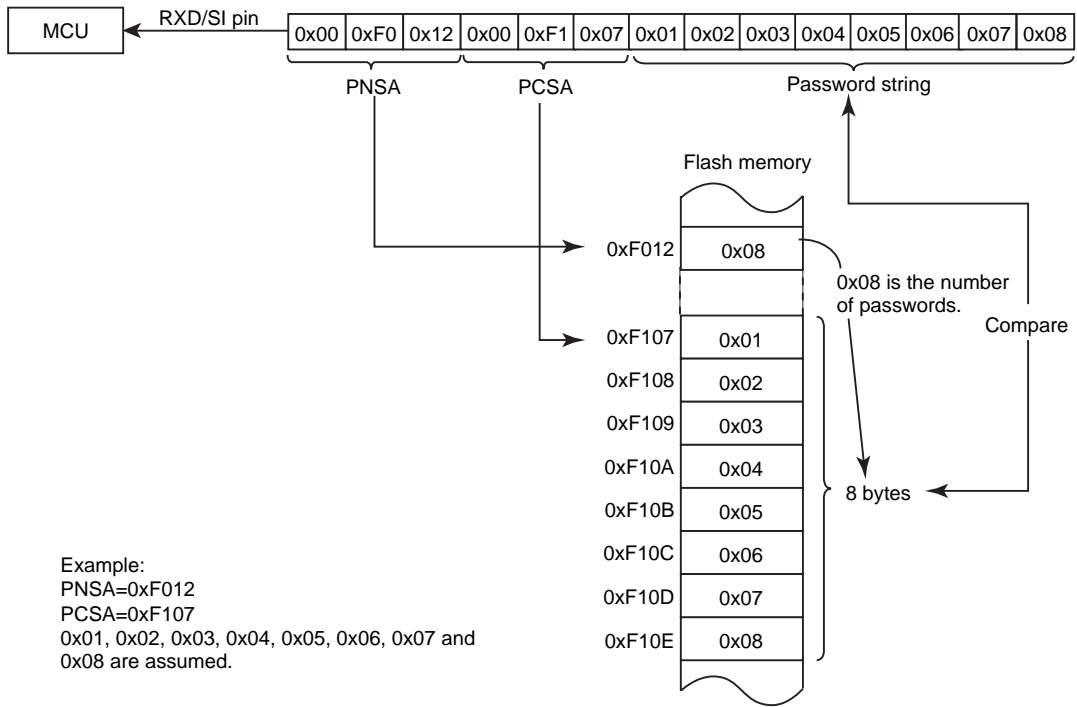 RXD/SI pin
MCU
0x00 0xF0 0x12 0x00 0xF1 0x07 0x01 0x02 0x03 0x04 0x05 0x06 0x07 0x08
PNSA
PCSA
Password string
Flash memory
0xF012 0x08
0x08 is the number
of passwords.
Compare
0xF107 0x01
0xF108 0x02
0xF109 0x03
0xF10A 0x04
8 bytes
0xF10B 0x05
0xF10C 0x06
0xF10D 0x07
0xF10E 0x08
Example:
PNSA=0xF012
PCSA=0xF107
0x01, 0x02, 0x03, 0x04, 0x05, 0x06, 0x07 and
0x08 are assumed.